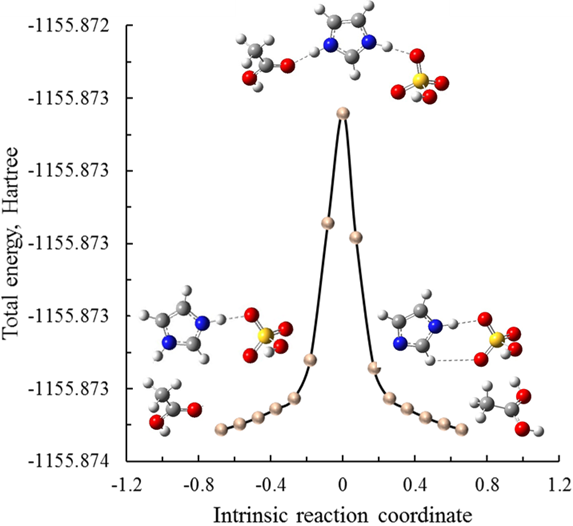 -1155.872
-1155.873
-1155.873
-1155.873
-1155.873
-1155.873
-1155.874
Total energy, Hartree
-1.2 -0.8 -0.4 0 0.4 0.8 1.2
Intrinsic reaction coordinate